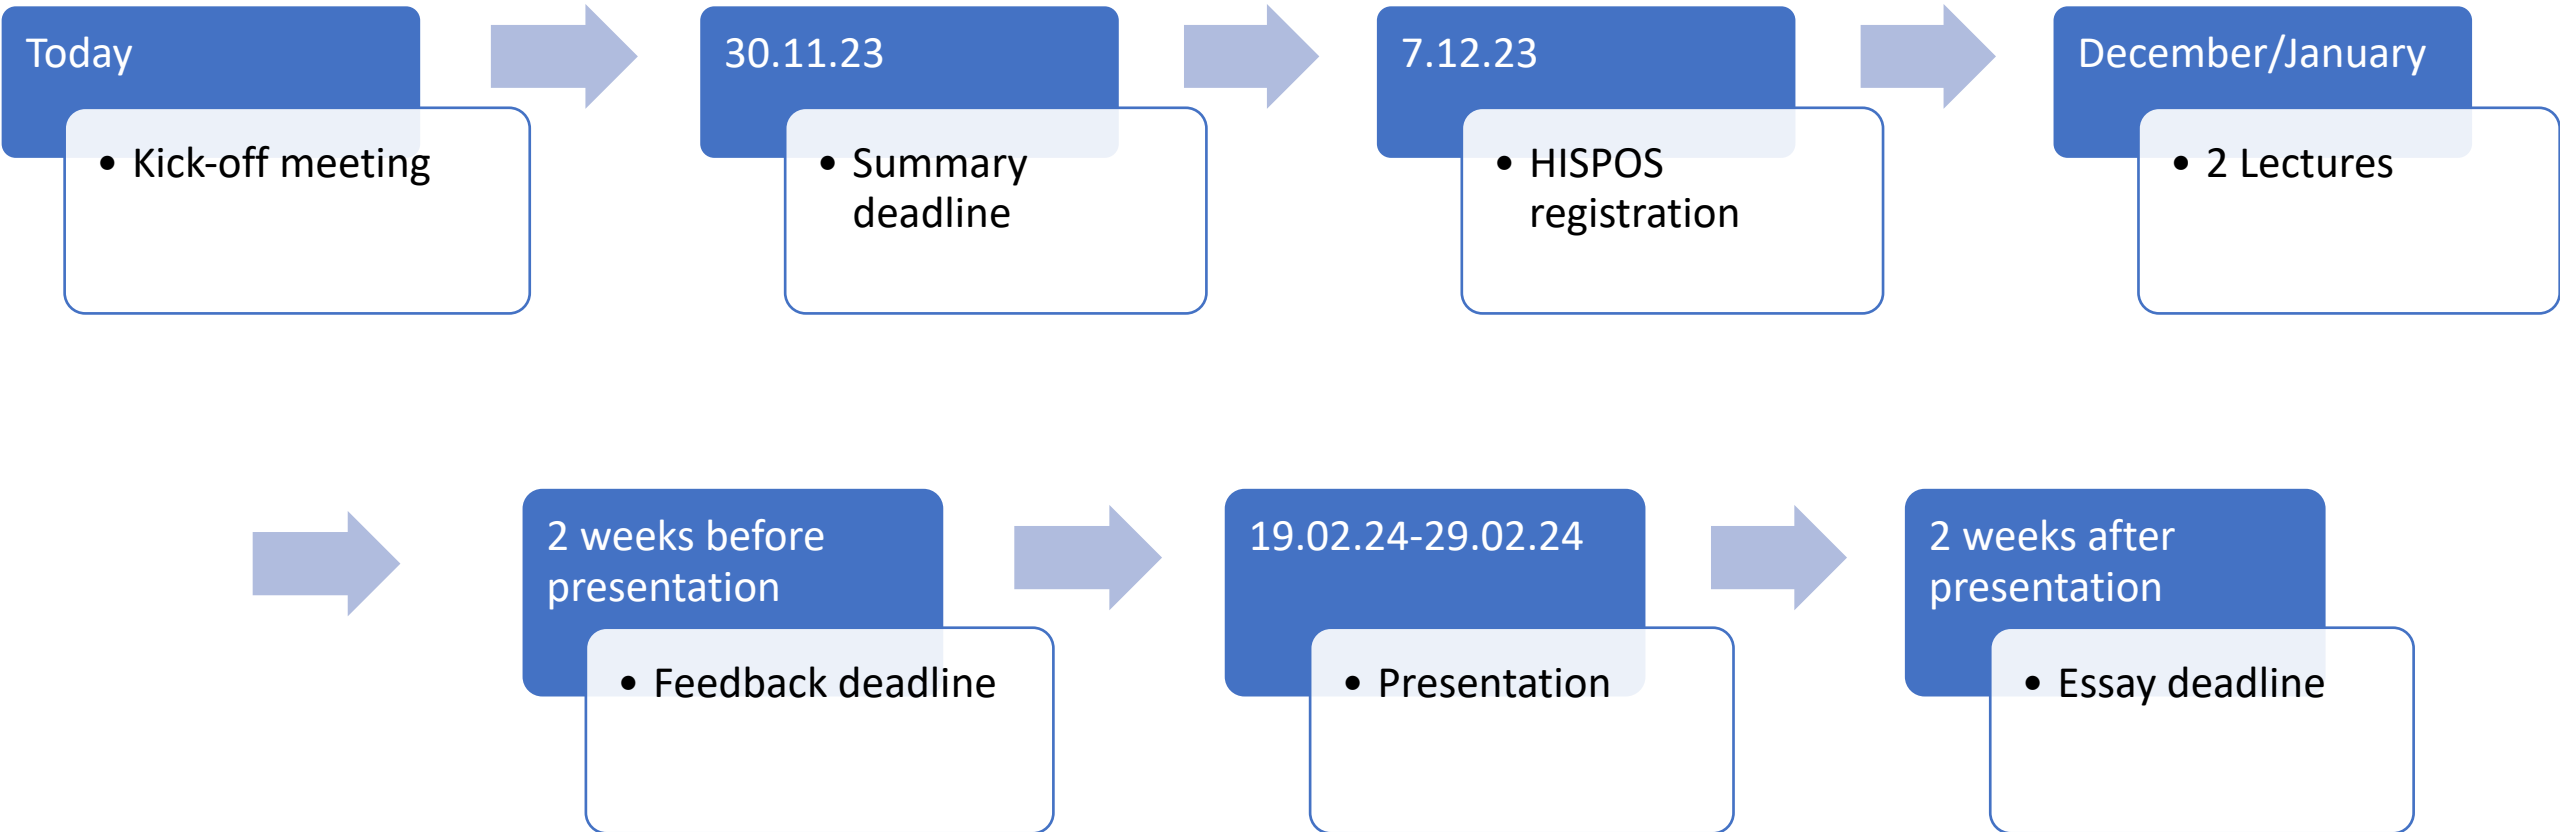 Today
• Kick-off meeting
30.11.23
• Summary
deadline
7.12.23
• HISPOS
registration
December/January
• 2 Lectures
2 weeks before
presentation
• Feedback deadline
19.02.24-29.02.24
• Presentation
2 weeks after
presentation
• Essay deadline